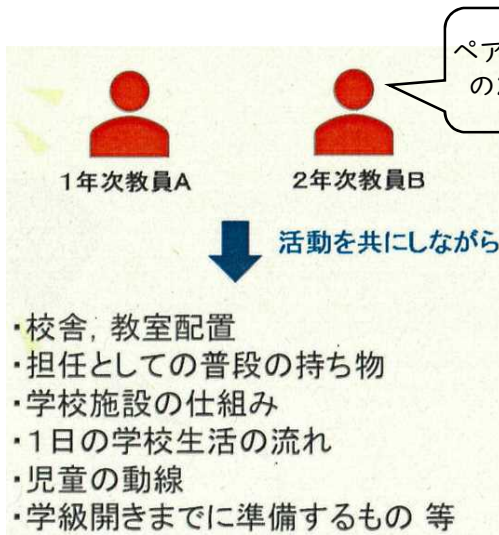 ペア
の
1年次教員A
2年次教員B
活動を共にしながら
・校舎, 教室配置
・担任としての普段の持ち物
・学校施設の仕組み
・1日の学校生活の流れ
・児童の動線
・学級開きまでに準備するもの 等